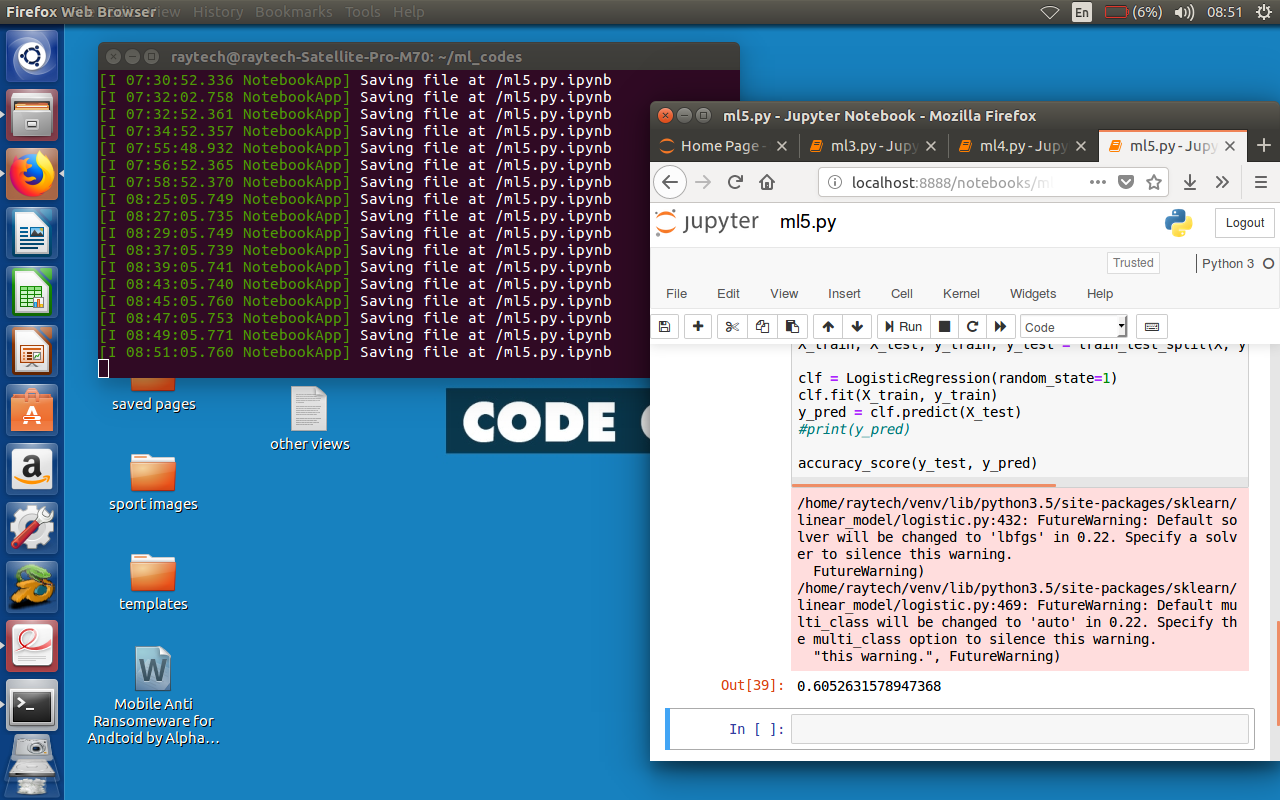 Firefox Web Browser View History Bookmarks Tools Help
En (6%) 08:51
raytech@raytech-Satellite-Pro-M70: ~/ml_codes
[I 07:30:52.336 NotebookApp] Saving file at /ml5.py.ipynb
[I 07:32:02.758 NotebookApp] Saving file at /ml5.py.ipynb
[I 07:32:52.361 NotebookApp] Saving file at /ml5.py.ipynb
[I 07:34:52.357 NotebookApp] Saving file at /ml5.py.ipynb
[I 07:55:48.932 NotebookApp] Saving file at /ml5.py.ipynb
[I 07:56:52.365 NotebookApp] Saving file at /ml5.py.ipynb
[I 07:58:52.370 NotebookApp] Saving file at /ml5.py.ipynb
[I 08:25:05.749 NotebookApp] Saving file at /ml5.py.ipynb
[I 08:27:05.735 NotebookApp] Saving file at /ml5.py.ipynb
[I 08:29:05.749 NotebookApp] Saving file at /ml5.py.ipynb
[I 08:37:05.739 NotebookApp] Saving file at /ml5.py.ipynb
[I 08:39:05.741 NotebookApp] Saving file at /ml5.py.ipynb
[I 08:43:05.740 NotebookApp] Saving file at /ml5.py.ipynb
[I 08:45:05.760 NotebookApp] Saving file at /ml5.py.ipynb
[I 08:47:05.753 NotebookApp] Saving file at /ml5.py.ipynb
[I 08:49:05.771 NotebookApp] Saving file at /ml5.py.ipynb
[I 08:51:05.760 NotebookApp] Saving file at /ml5.py.ipynb
saved pages
other views
CODE
sport images
templates
W
Mobile Anti
Ransomeware for
Andtoid by Alpha…
ml5.py - Jupyter Notebook - Mozilla Firefox
Home Page -
ml3.py - Jupy
ml4.py - Jupy
ml5.py - Jupy
localhost:8888/notebooks/ml
jupyter ml5.py
Logout
Trusted
Python 3
File Edit View Insert Cell Kernel Widgets Help
Run
Code
X_train, X_test, y_train, y_test = train_test_split(X, y
clf = LogisticRegression(random_state=1)
clf.fit(X_train, y_train)
y_pred = clf.predict(X_test)
#print(y_pred)
accuracy_score(y_test, y_pred)
/home/raytech/venv/lib/python3.5/site-packages/sklearn/
linear_model/logistic.py:432: FutureWarning: Default so
lver will be changed to 'lbfgs' in 0.22. Specify a solv
er to silence this warning.
FutureWarning)
/home/raytech/venv/lib/python3.5/site-packages/sklearn/
linear_model/logistic.py:469: FutureWarning: Default mu
lti_class will be changed to 'auto' in 0.22. Specify th
e multi_class option to silence this warning.
"this warning.", FutureWarning)
Out[39]: 0.6052631578947368
In [ ]: